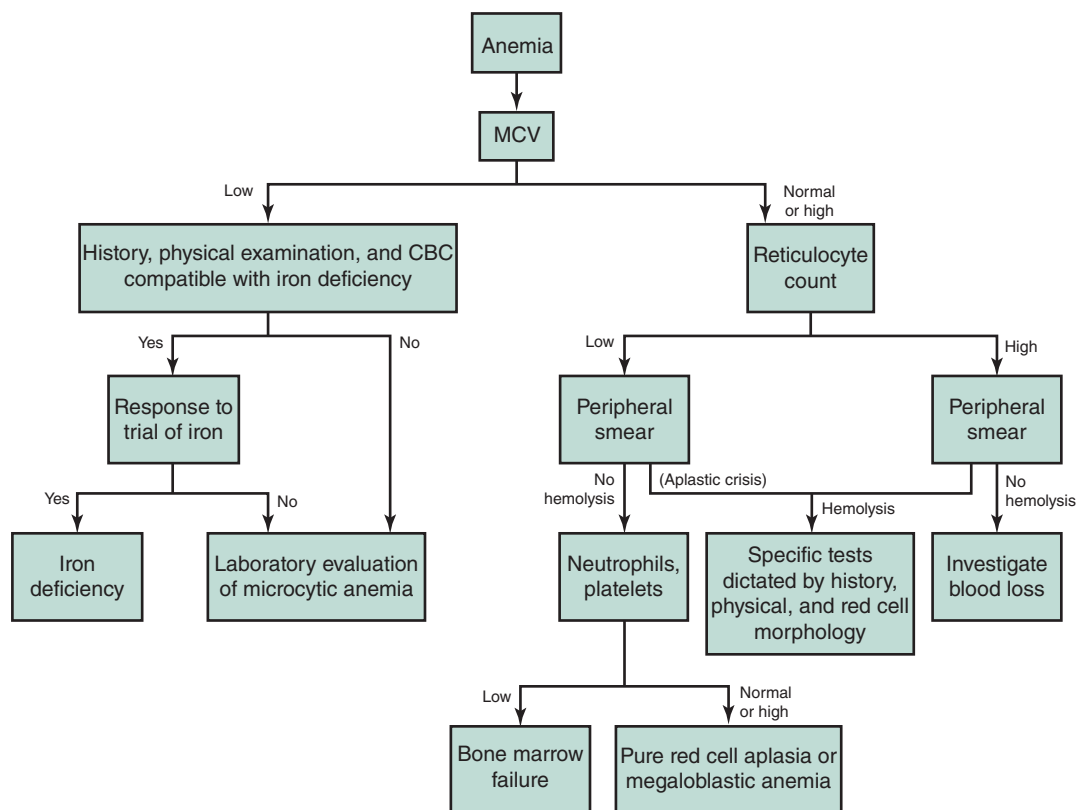 Anemia
MCV
Low
Normal
or high
History, physical examination, and CBC
compatible with iron deficiency
Reticulocyte
count
Yes
No
Low
High
Response to
trial of iron
Peripheral
smear
Peripheral
smear
Yes
No
No
hemolysis
(Aplastic crisis)
Hemolysis
No
hemolysis
Iron
deficiency
Laboratory evaluation
of microcytic anemia
Neutrophils,
platelets
Specific tests
dictated by history,
physical, and red cell
morphology
Investigate
blood loss
Low
Normal
or high
Bone marrow
failure
Pure red cell aplasia or
megaloblastic anemia